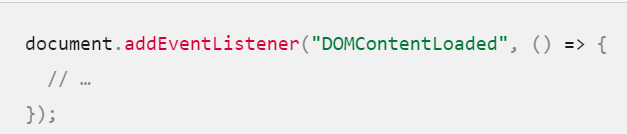 document.addEventListener("DOMContentLoaded", () => {
  // …
});